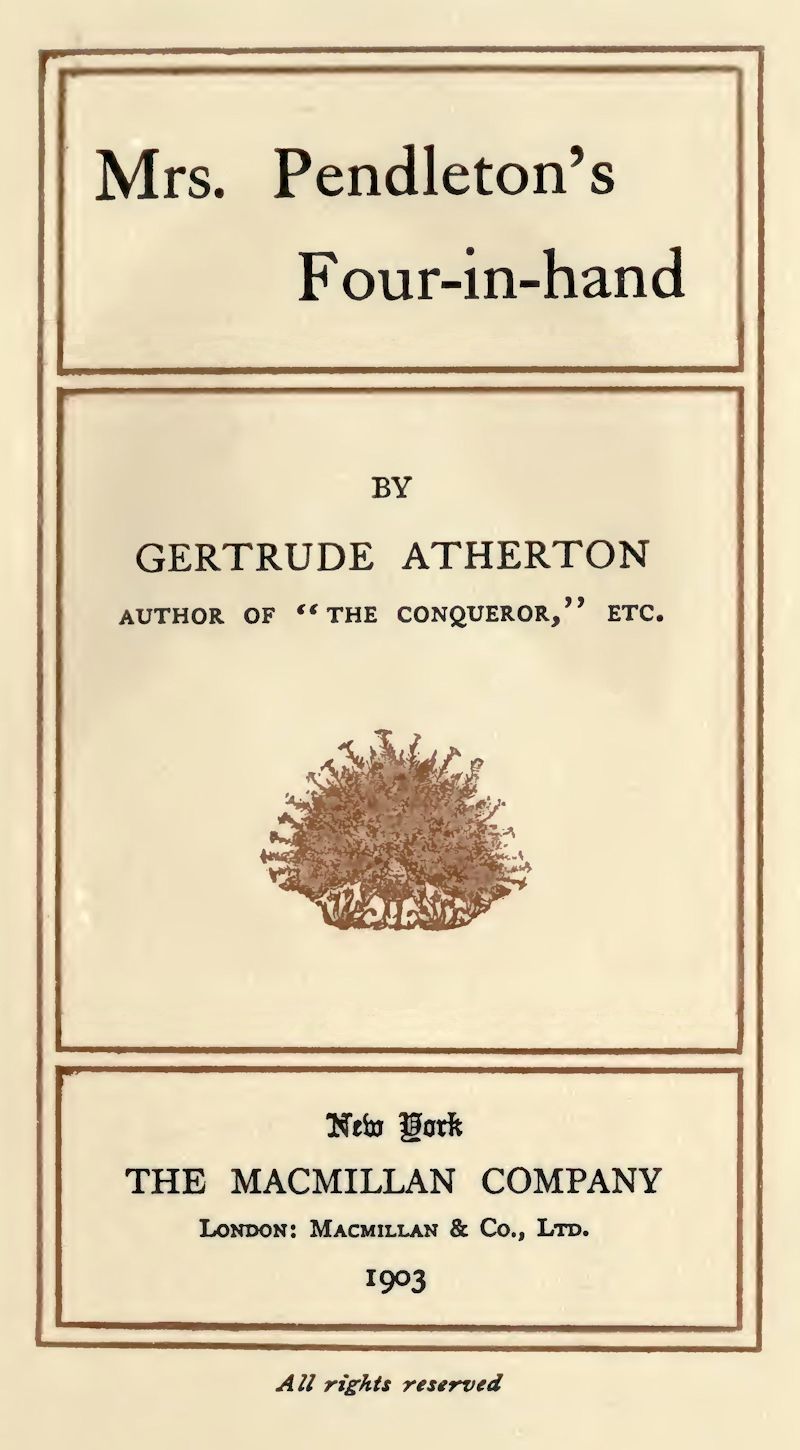 Mrs. Pendleton's
Four-in-hand
BY
GERTRUDE ATHERTON
AUTHOR OF “THE CONQUEROR,” ETC.
New York
THE MACMILLAN COMPANY
LONDON: MACMILLAN & CO., LTD.
1903
All rights reserved